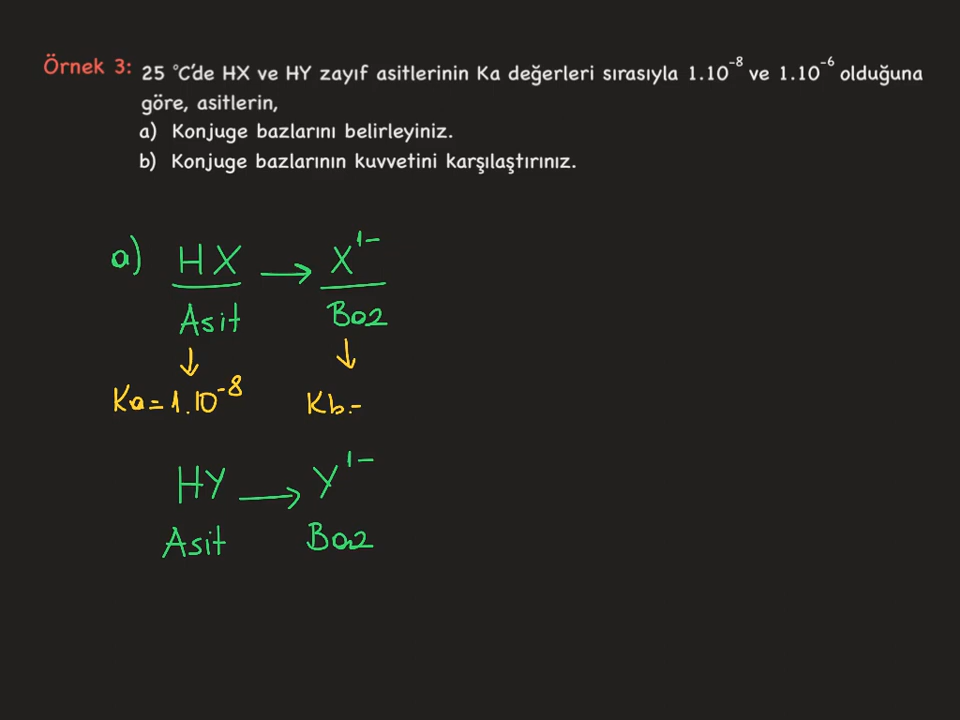 Örnek 3: 25 °C'de HX ve HY zayıf asitlerinin Ka değerleri sırasıyla 1.10⁻⁸ ve 1.10⁻⁶ olduğuna
göre, asitlerin,
a) Konjuge bazlarını belirleyiniz.
b) Konjuge bazlarının kuvvetini karşılaştırınız.
a) HX → X¹⁻
Asit Baz
↓ ↓
Ka = 1.10⁻⁸ Kb =
HY → Y¹⁻
Asit Baz